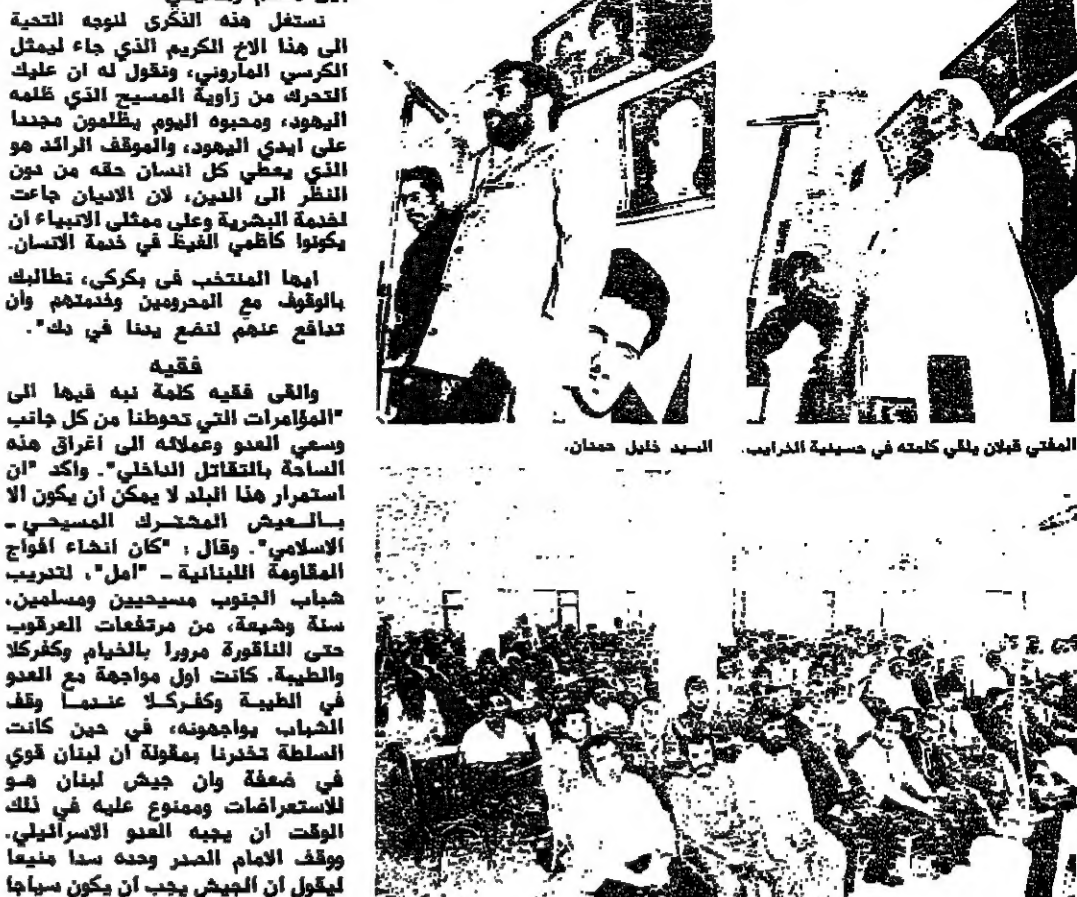 نستغل هذه الذكرى لنوجه التحية
الى هذا الاخ الكريم الذي جاء ليمثل
الكرسي الماروني، ونقول له ان عليك
التحرك من زاوية المسيح الذي ظلمه
اليهود، ومحبوه اليوم يظلمون مجددا
على ايدي اليهود، والموقف الرائد هو
الذي يعطي كل انسان حقه من دون
النظر الى الدين، لان الاديان جاءت
لخدمة البشرية وعلى ممثلي الانبياء ان
يكونوا كاظمي الغيظ في خدمة الانسان.
ايها المنتخب في بكركي، نطالبك
بالوقوف مع المحرومين وخدمتهم وان
تدافع عنهم لنضع يدنا في دك".
فقيه
والقى فقيه كلمة نبه فيها الى
"المؤامرات التي تحوطنا من كل جانب
وسعي العدو وعملائه الى اغراق هذه
الساحة بالتقاتل الداخلي". واكد "ان
استمرار هذا البلد لا يمكن ان يكون الا
بالعيش المشترك المسيحي ـ
الاسلامي". وقال: "كان انشاء افواج
المقاومة اللبنانية ـ "امل"، لتدريب
شباب الجنوب مسيحيين ومسلمين،
سنة وشيعة، من مرتفعات العرقوب
حتى الناقورة مرورا بالخيام وكفركلا
والطيبة. كانت اول مواجهة مع العدو
في الطيبة وكفركلا عندما وقف
الشباب يواجهونه، في حين كانت
السلطة تخدرنا بمقولة ان لبنان قوي
في ضعفة وان جيش لبنان هو
للاستعراضات وممنوع عليه في ذلك
الوقت ان يجبه العدو الاسرائيلي.
ووقف الامام الصدر وحده سدا منيعا
ليقول ان الجيش يجب ان يكون سياجا
السيد خليل حمدان.
المفتي قبلان يلقي كلمته في حسينية الخرايب.